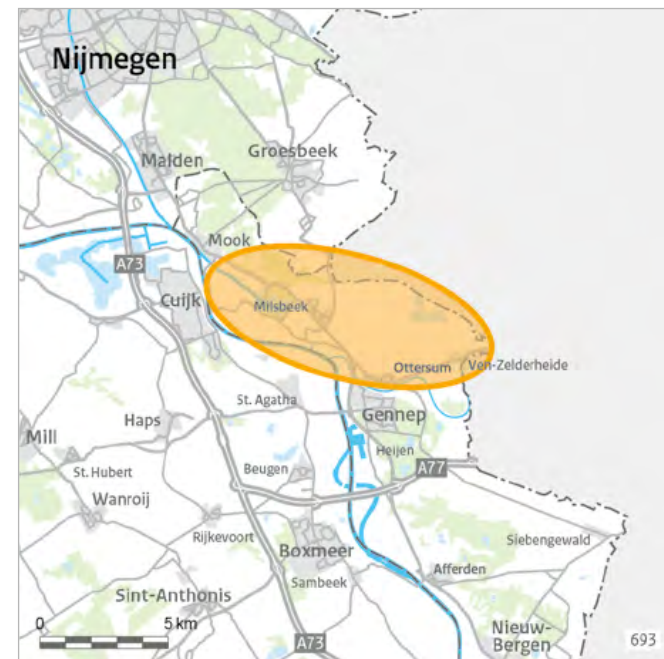 Nijmegen
Malden
Groesbeek
Mook
A73
Cuijk
Milsbeek
Ottersum
Ven-Zelderheide
St. Agatha
Gennep
Haps
Heijen
Mill
A77
St. Hubert
Beugen
Wanroij
Rijkevoort
Siebengewald
Boxmeer
Sambeek
Afferden
Sint-Anthonis
0
5 km
A73
Nieuw-
Bergen
693